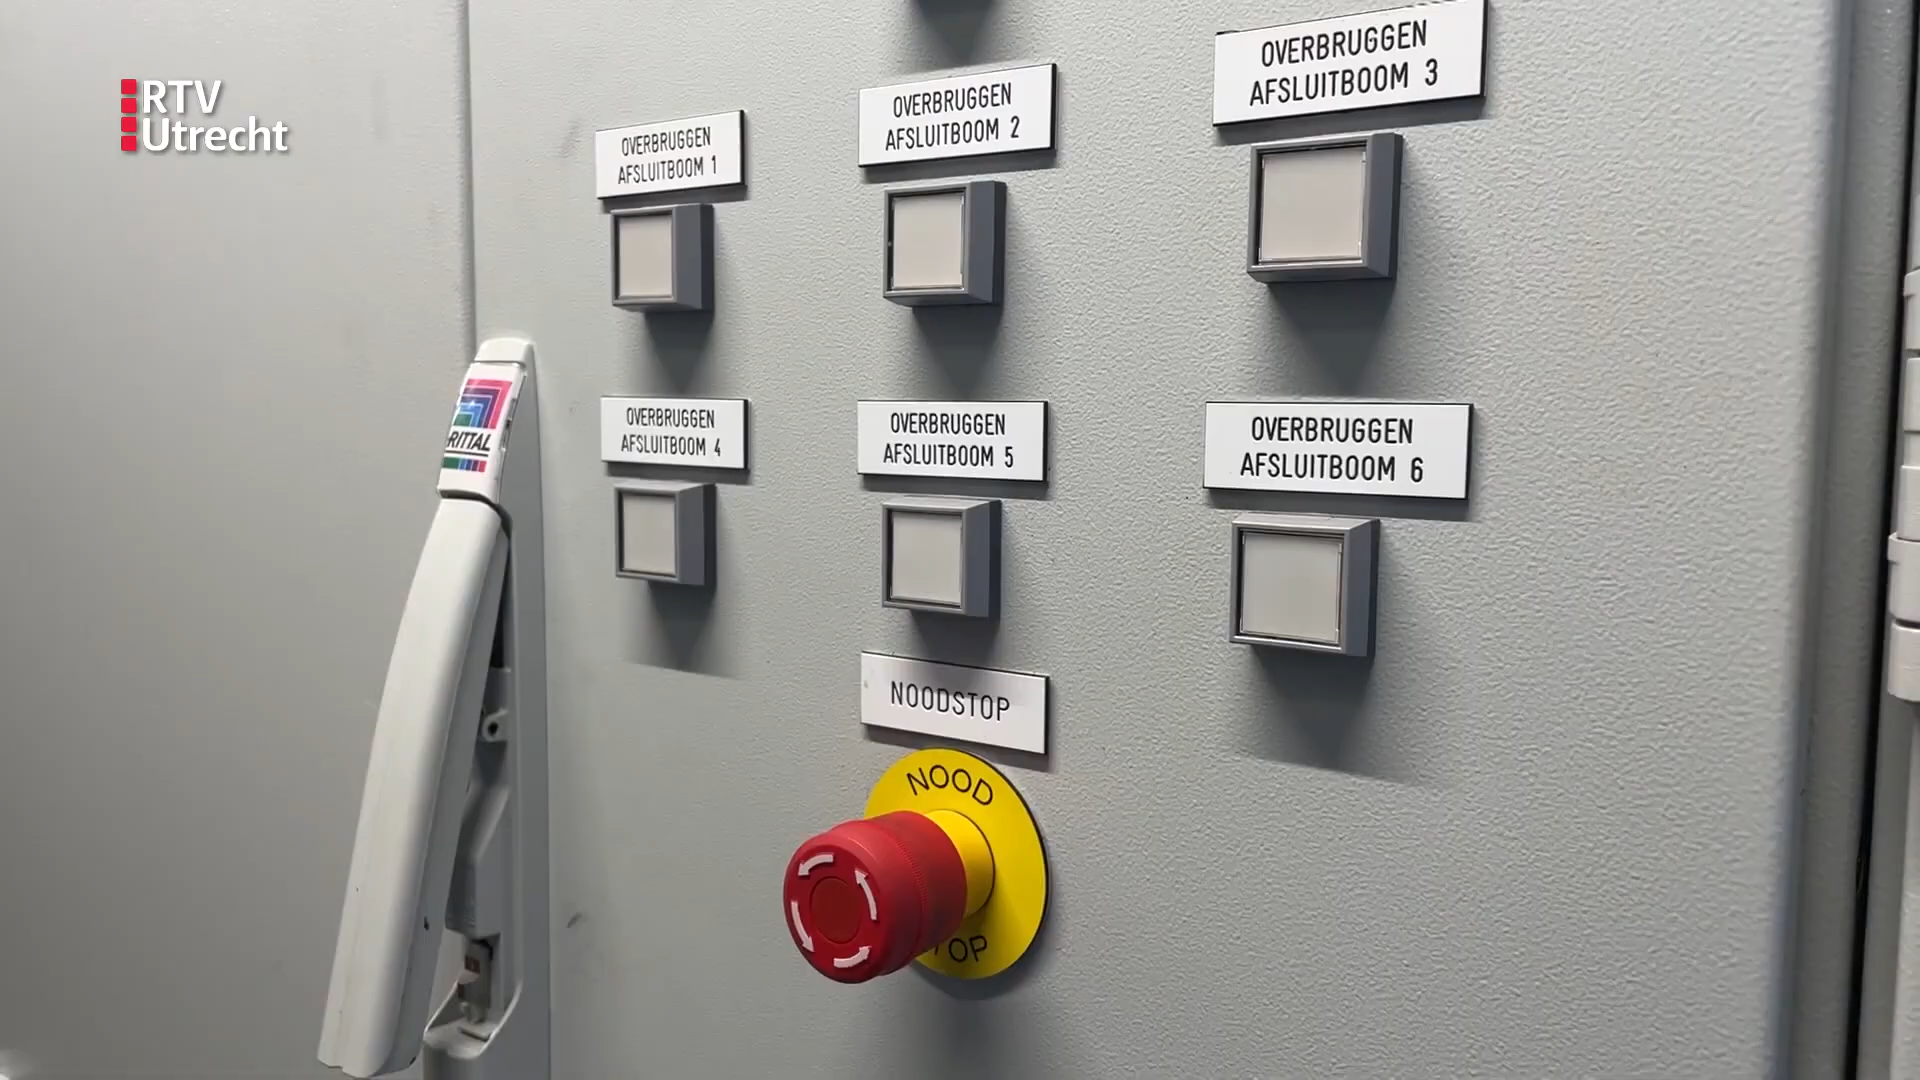 RTV
Utrecht
OVERBRUGGEN
AFSLUITBOOM 1
OVERBRUGGEN
AFSLUITBOOM 2
OVERBRUGGEN
AFSLUITBOOM 3
RITTAL
OVERBRUGGEN
AFSLUITBOOM 4
OVERBRUGGEN
AFSLUITBOOM 5
OVERBRUGGEN
AFSLUITBOOM 6
NOODSTOP
NOOD
TOP